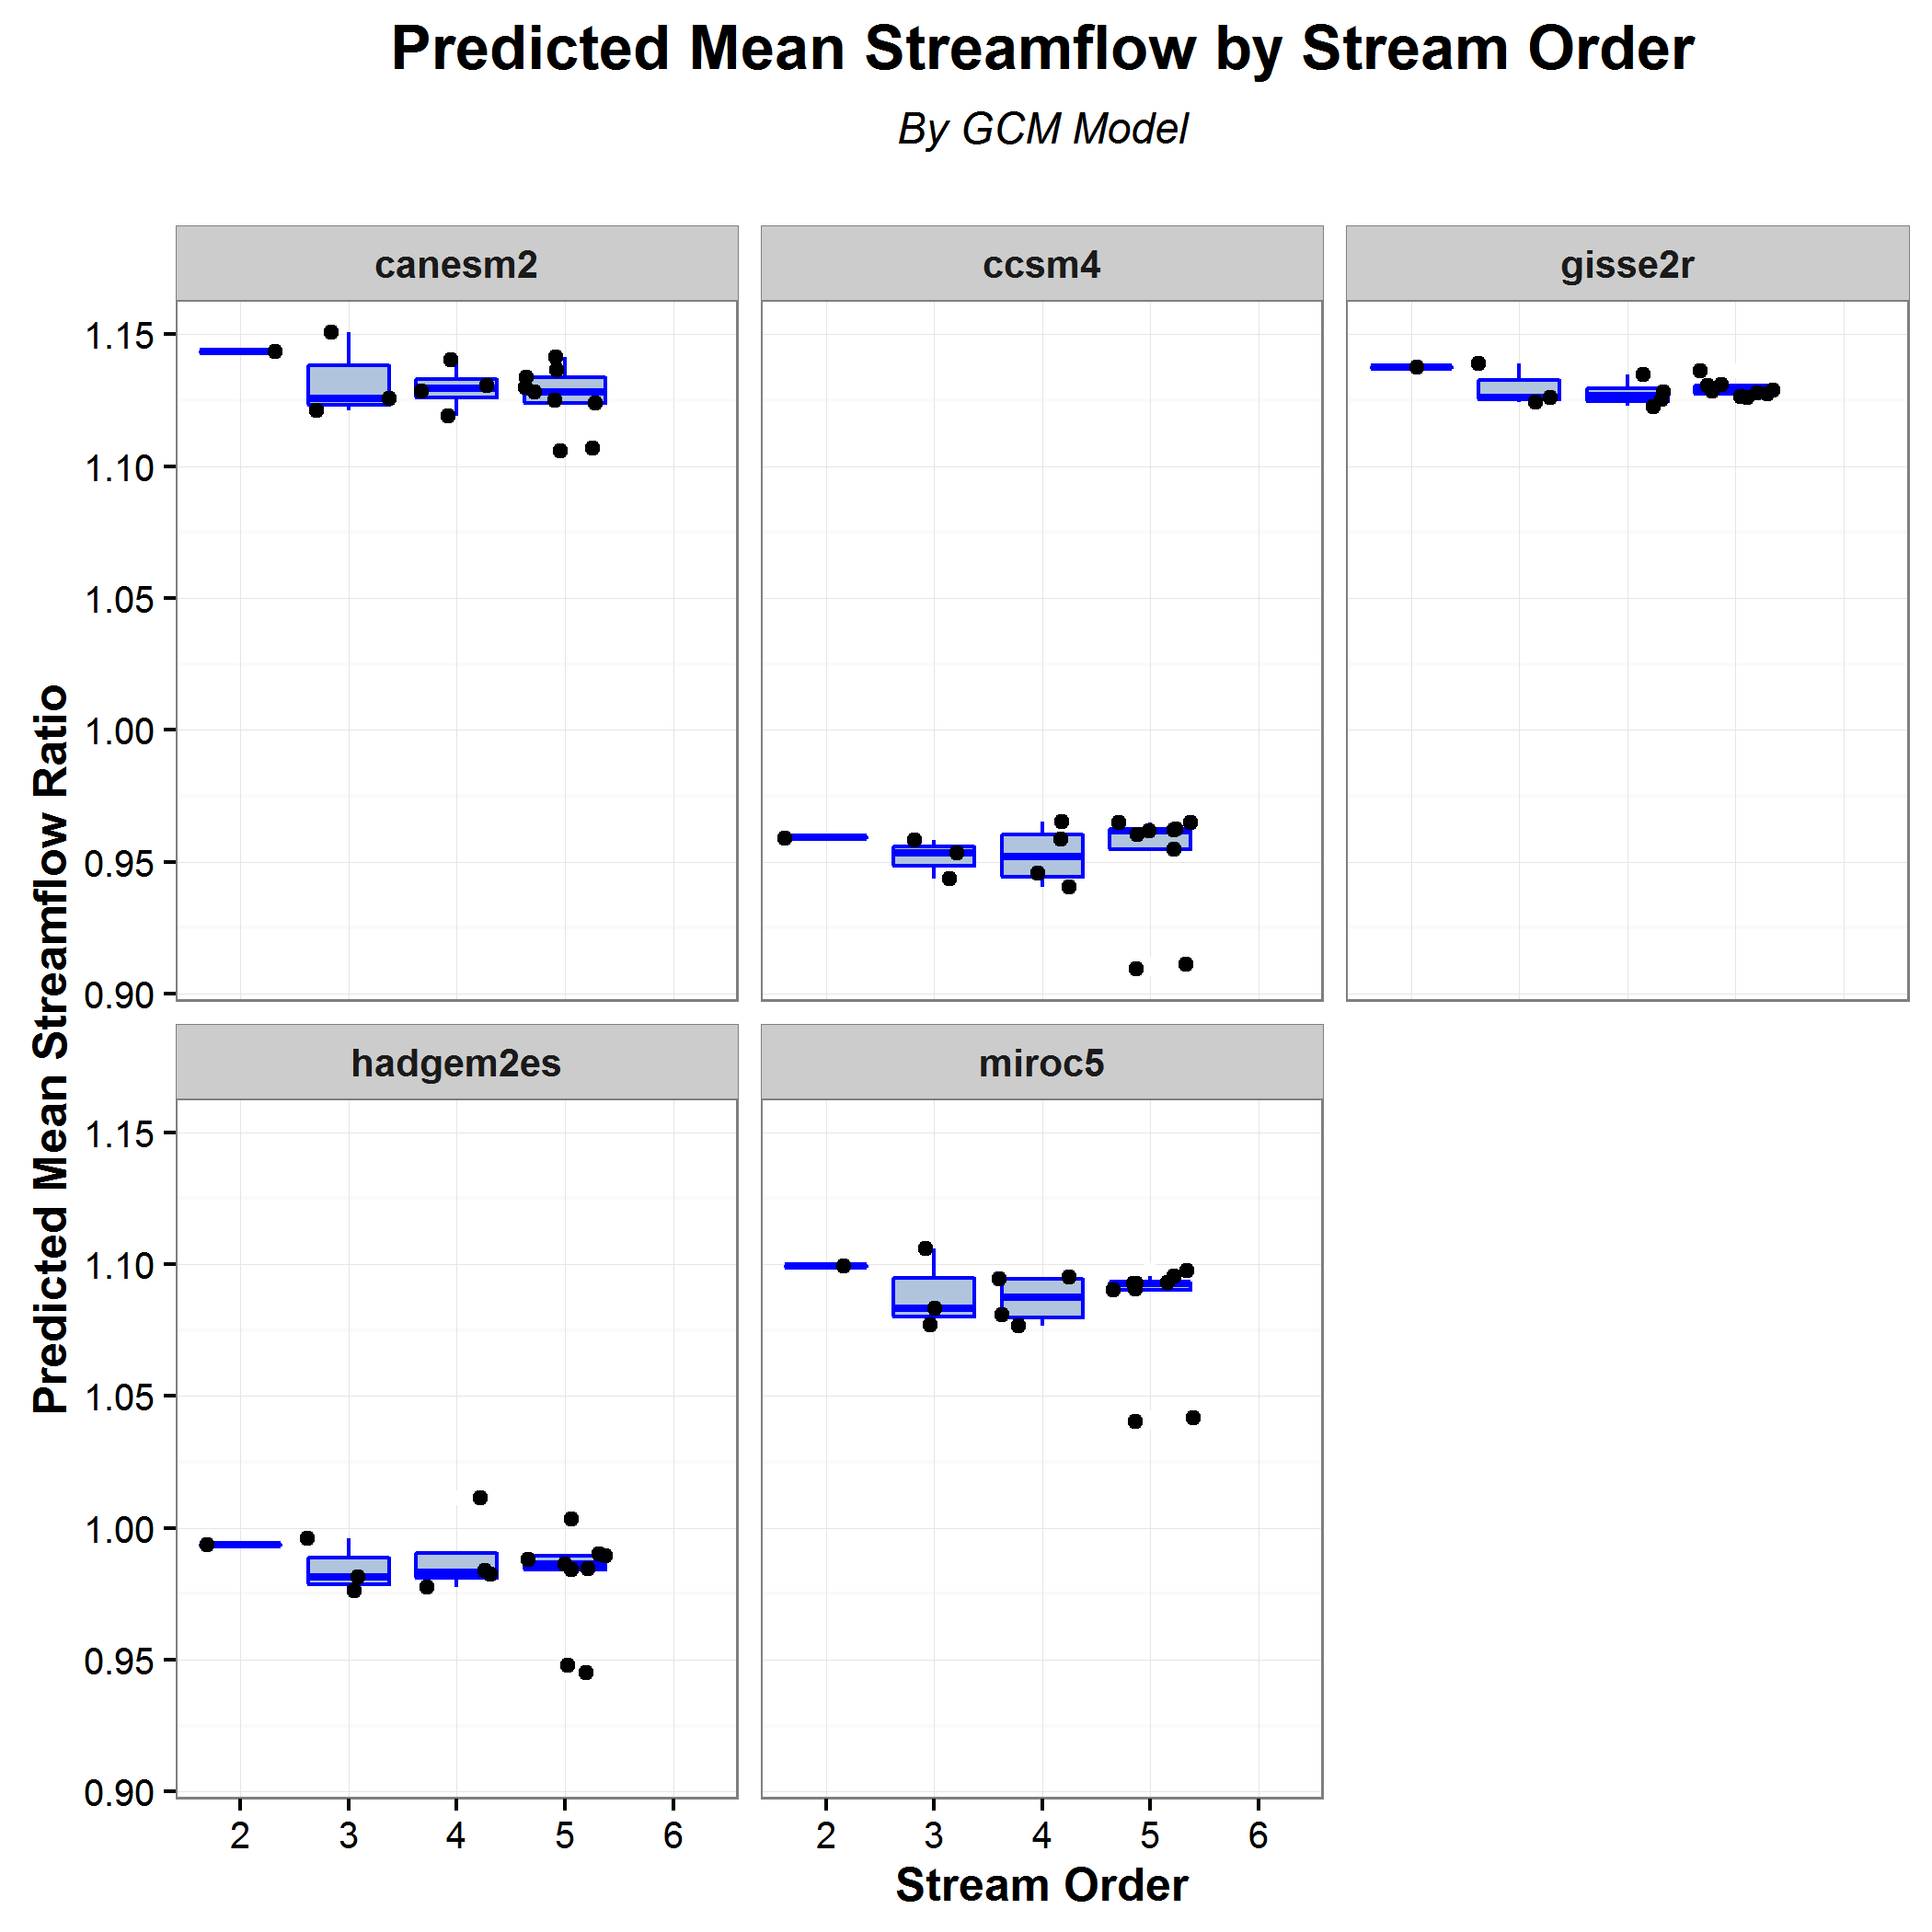 Predicted Mean Streamflow by Stream Order
By GCM Model
canesm2
ccsm4
gisse2r
1.15
1.10
1.05
1.00
0.95
0.90
Predicted Mean Streamflow Ratio
hadgem2es
miroc5
1.15
1.10
1.05
1.00
0.95
0.90
2 3 4 5 6
2 3 4 5 6
Stream Order